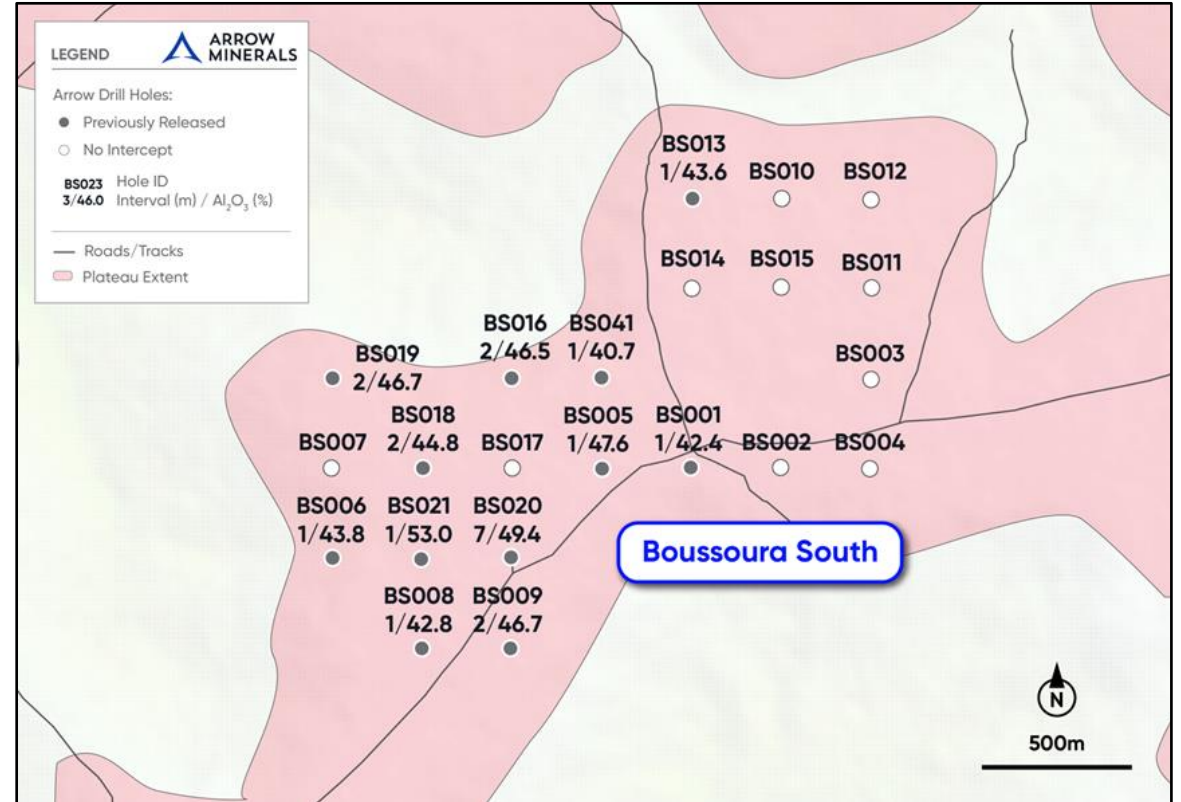 LEGEND
ARROW
MINERALS
Arrow Drill Holes:
Previously Released
No Intercept
BS023 Hole ID
3/46.0 Interval (m) / Al₂O₃ (%)
Roads/Tracks
Plateau Extent
BS013
1/43.6
BS010
BS012
BS014
BS015
BS011
BS016
2/46.5
BS041
1/40.7
BS003
BS019
2/46.7
BS018
2/44.8
BS005
1/47.6
BS001
1/42.4
BS007
BS017
BS002
BS004
BS006
1/43.8
BS021
1/53.0
BS020
7/49.4
Boussoura South
BS008
1/42.8
BS009
2/46.7
N
500m